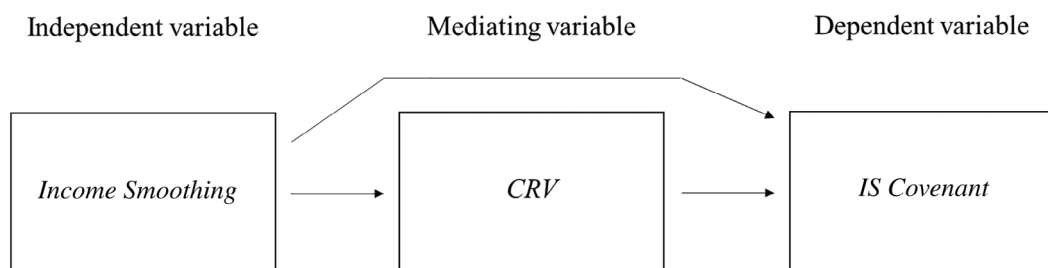 Independent variable
Mediating variable
Dependent variable
Income Smoothing
CRV
IS Covenant